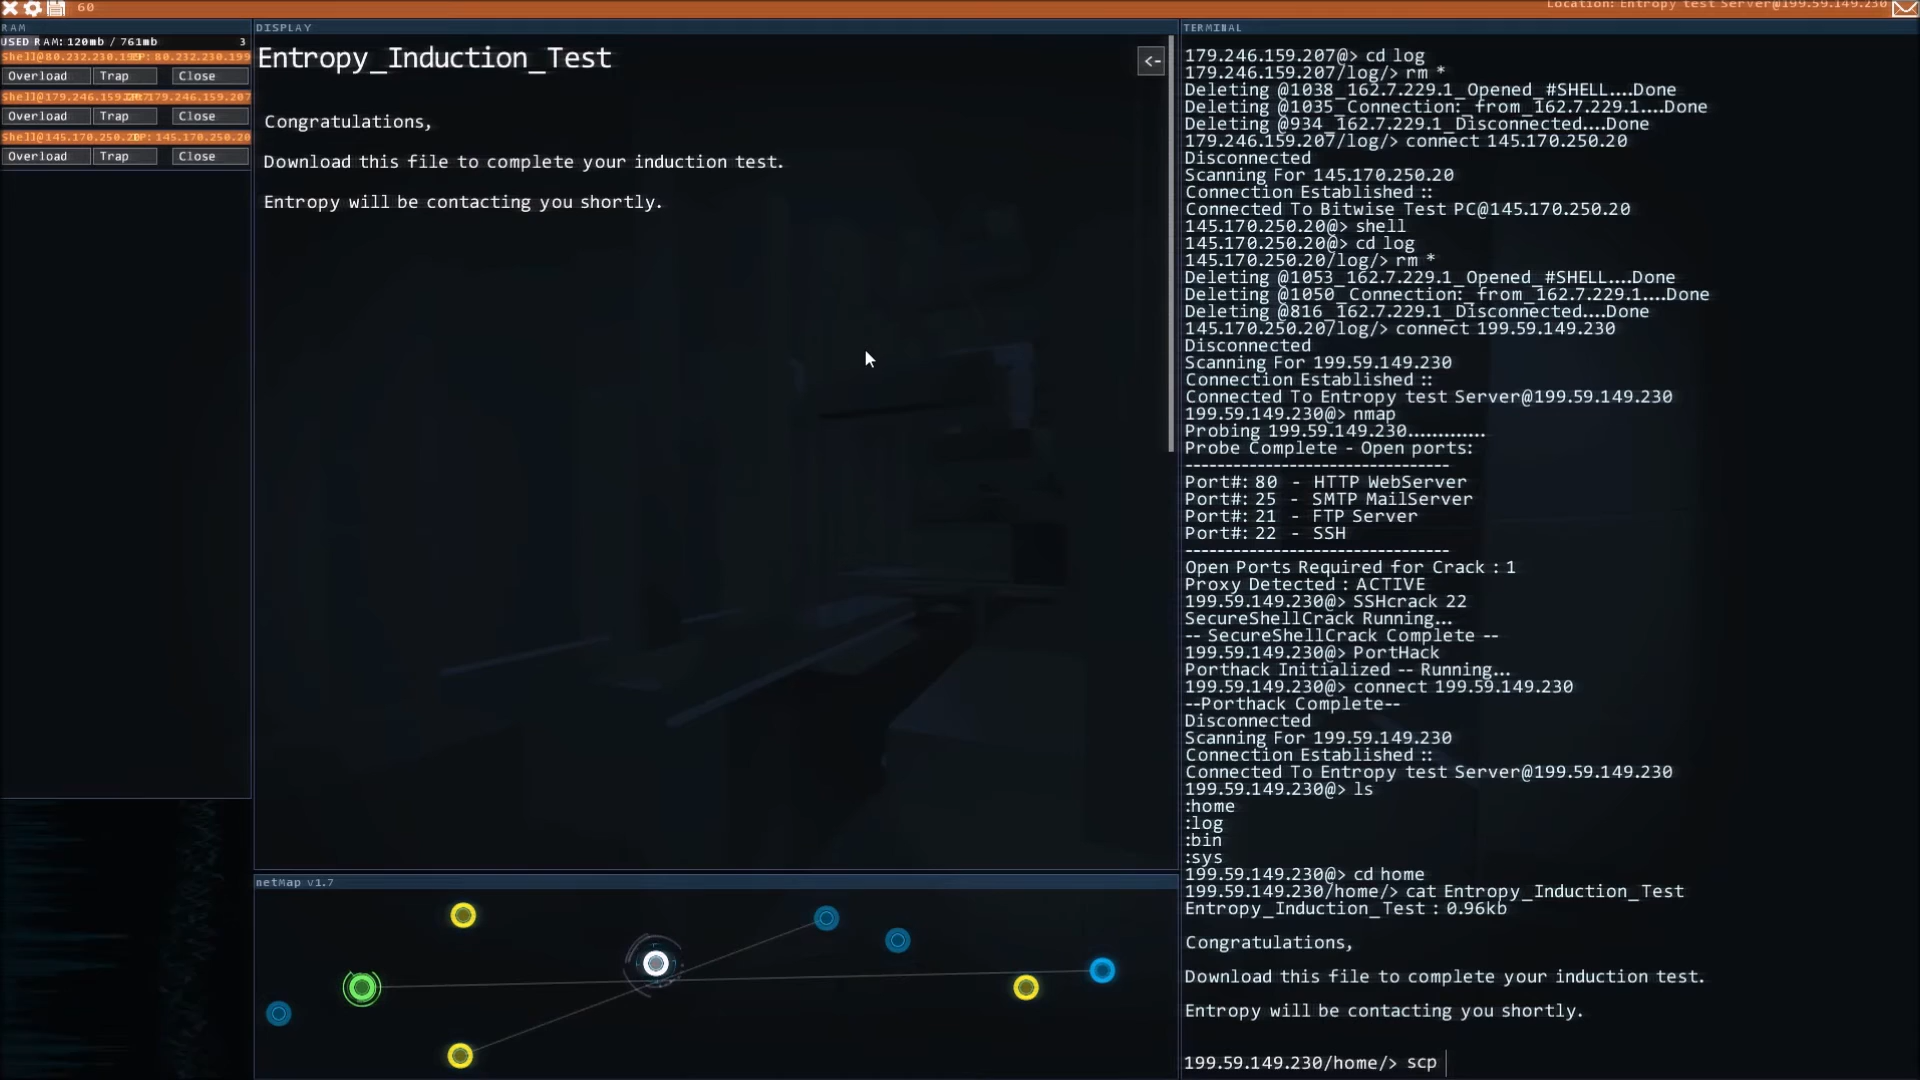 60
Location: Entropy test Server@199.59.149.230
RAM
USED RAM: 120mb / 761mb 3
Overload Trap Close
Overload Trap Close
Overload Trap Close
DISPLAY
Entropy_Induction_Test
<-
Congratulations,
Download this file to complete your induction test.
Entropy will be contacting you shortly.
netMap v1.7
TERMINAL
179.246.159.207@> cd log
179.246.159.207/log/> rm *
Deleting @1038_162.7.229.1_Opened_#SHELL....Done
Deleting @1035_Connection:_from_162.7.229.1....Done
Deleting @934_162.7.229.1_Disconnected....Done
179.246.159.207/log/> connect 145.170.250.20
Disconnected
Scanning For 145.170.250.20
Connection Established ::
Connected To Bitwise Test PC@145.170.250.20
145.170.250.20@> shell
145.170.250.20@> cd log
145.170.250.20/log/> rm *
Deleting @1053_162.7.229.1_Opened_#SHELL....Done
Deleting @1050_Connection:_from_162.7.229.1....Done
Deleting @816_162.7.229.1_Disconnected....Done
145.170.250.20/log/> connect 199.59.149.230
Disconnected
Scanning For 199.59.149.230
Connection Established ::
Connected To Entropy test Server@199.59.149.230
199.59.149.230@> nmap
Probing 199.59.149.230.............
Probe Complete - Open ports:
---------------------------------
Port#: 80 - HTTP WebServer
Port#: 25 - SMTP MailServer
Port#: 21 - FTP Server
Port#: 22 - SSH
---------------------------------
Open Ports Required for Crack : 1
Proxy Detected : ACTIVE
199.59.149.230@> SSHcrack 22
SecureShellCrack Running...
-- SecureShellCrack Complete --
199.59.149.230@> PortHack
Porthack Initialized -- Running...
199.59.149.230@> connect 199.59.149.230
--Porthack Complete--
Disconnected
Scanning For 199.59.149.230
Connection Established ::
Connected To Entropy test Server@199.59.149.230
199.59.149.230@> ls
:home
:log
:bin
:sys
199.59.149.230@> cd home
199.59.149.230/home/> cat Entropy_Induction_Test
Entropy_Induction_Test : 0.96kb
Congratulations,
Download this file to complete your induction test.
Entropy will be contacting you shortly.
199.59.149.230/home/> scp